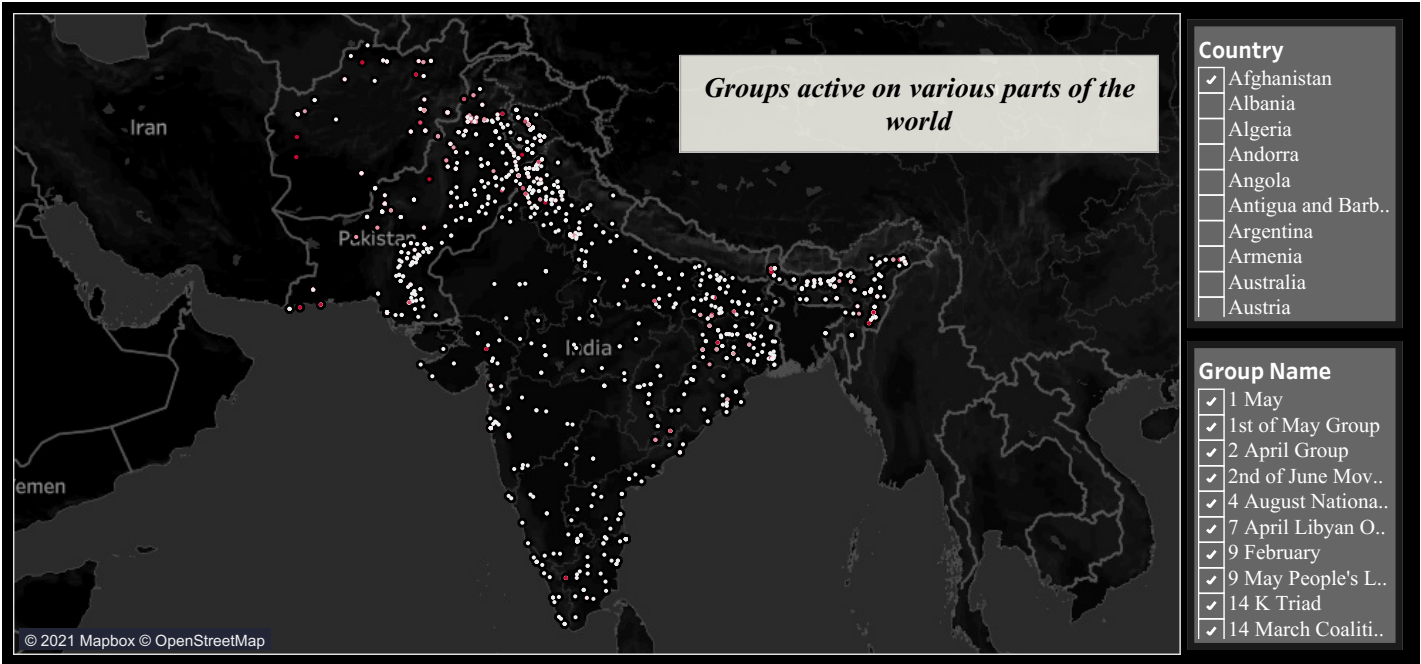 Groups active on various parts of the
world
Iran
Pakistan
India
emen
© 2021 Mapbox © OpenStreetMap
Country
Afghanistan
Albania
Algeria
Andorra
Angola
Antigua and Barb..
Argentina
Armenia
Australia
Austria
Group Name
1 May
1st of May Group
2 April Group
2nd of June Mov..
4 August Nationa..
7 April Libyan O..
9 February
9 May People's L..
14 K Triad
14 March Coaliti..